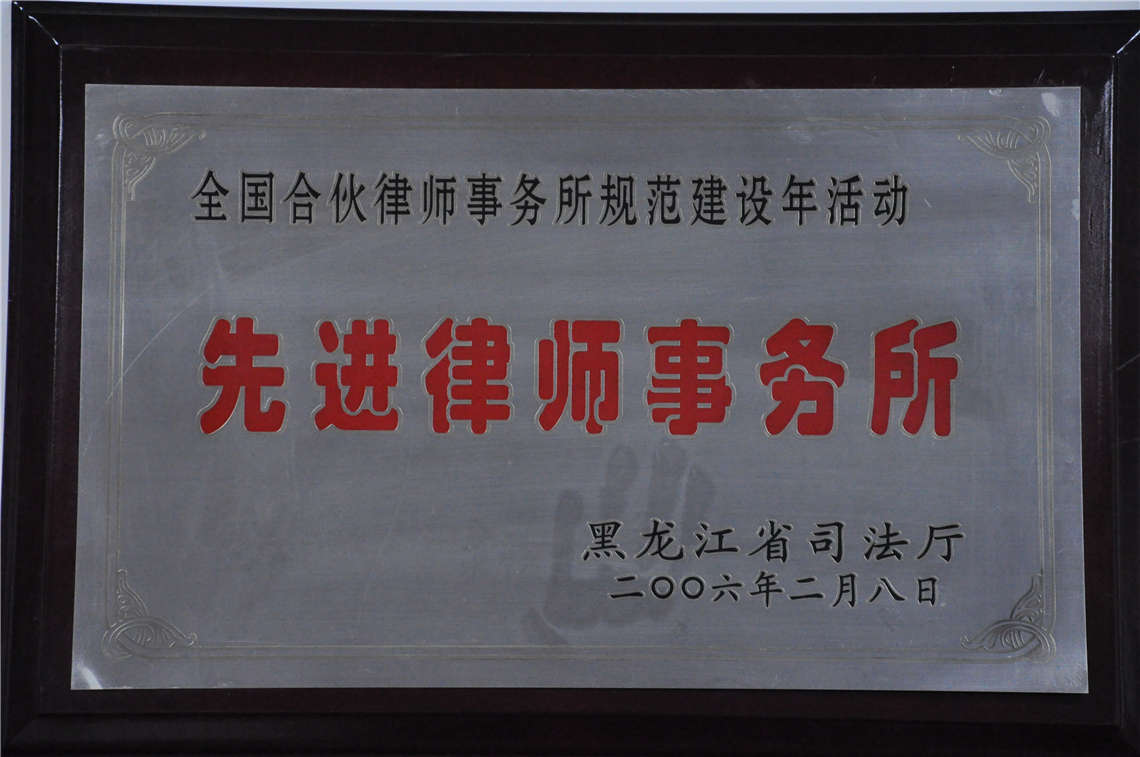 全国合伙律师事务所规范建设年活动
先进律师事务所
黑龙江省司法厅
二〇〇六年二月八日